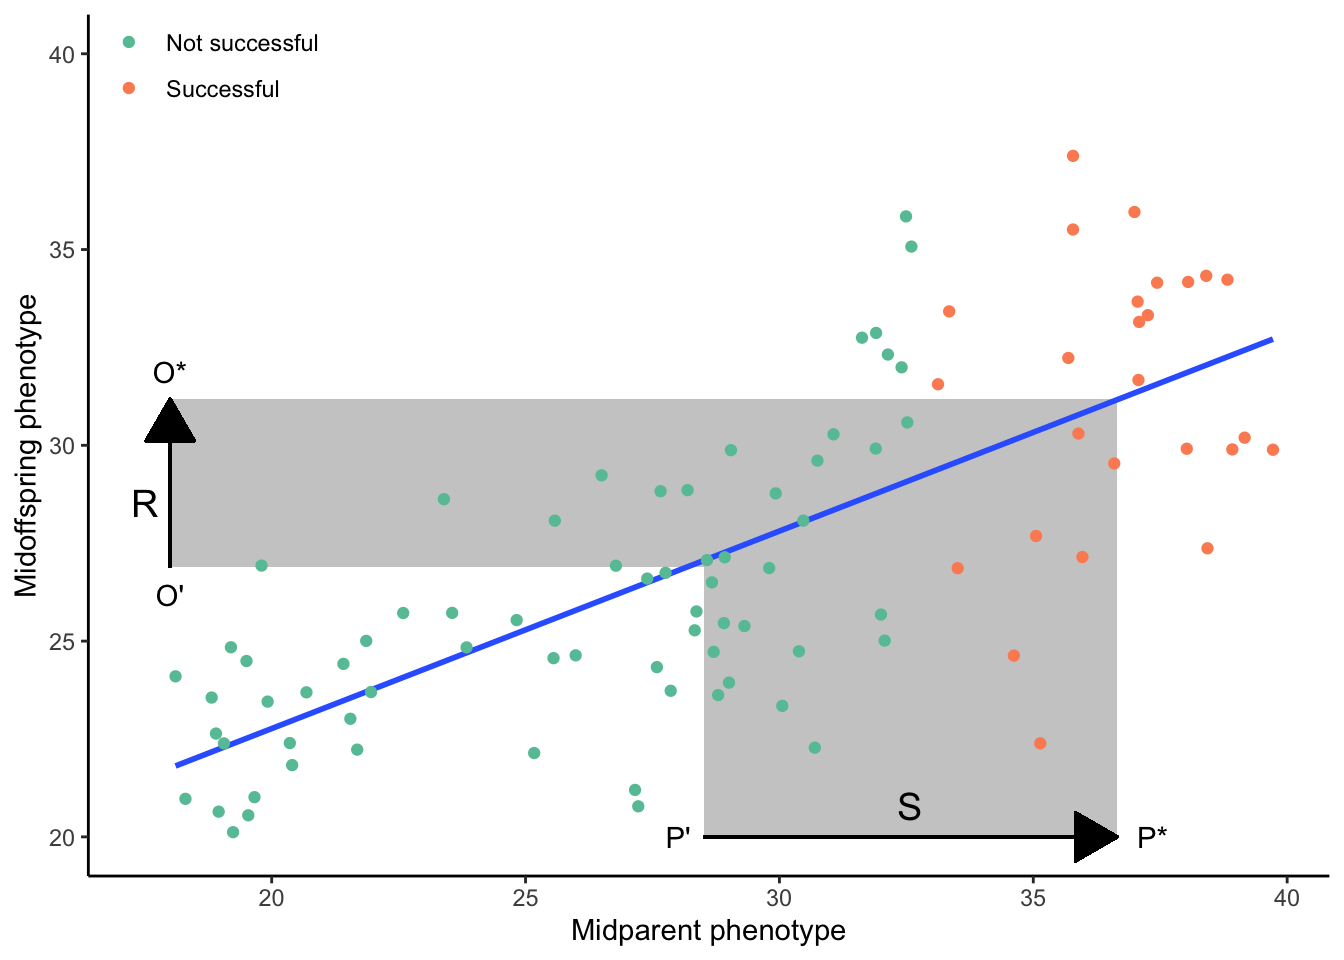 Not successful
Successful
40
35
30
25
20
Midoffspring phenotype
O*
R
O'
S
P'
P*
20
25
30
35
40
Midparent phenotype